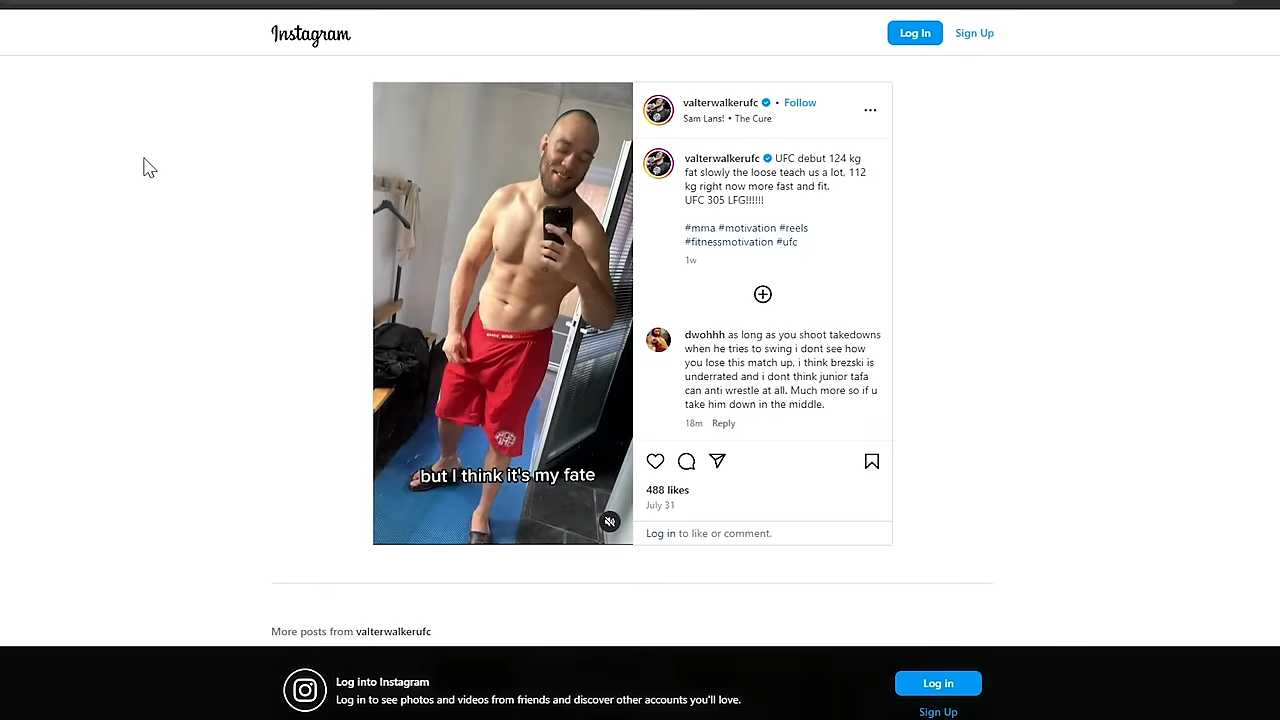 Instagram
Log In
Sign Up
valterwalkerufc • Follow
Sam Lans! • The Cure
valterwalkerufc UFC debut 124 kg
fat slowly the loose teach us a lot, 112
kg right now more fast and fit.
UFC 305 LFG!!!!!!
#mma #motivation #reels
#fitnessmotivation #ufc
1w
dwohhh as long as you shoot takedowns
when he tries to swing i dont see how
you lose this match up, i think brezski is
underrated and i dont think junior tafa
can anti wrestle at all. Much more so if u
take him down in the middle.
18m Reply
but I think it's my fate
488 likes
July 31
Log in to like or comment.
More posts from valterwalkerufc
Log into Instagram
Log in to see photos and videos from friends and discover other accounts you'll love.
Log in
Sign Up